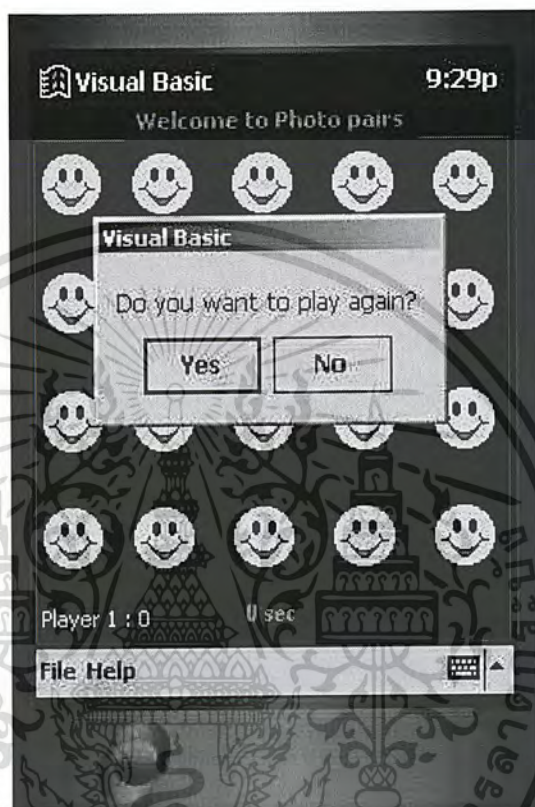 Visual Basic 9:29p
Welcome to Photo pairs
Visual Basic
Do you want to play again?
Yes No
Player 1 : 0 0 sec
File Help